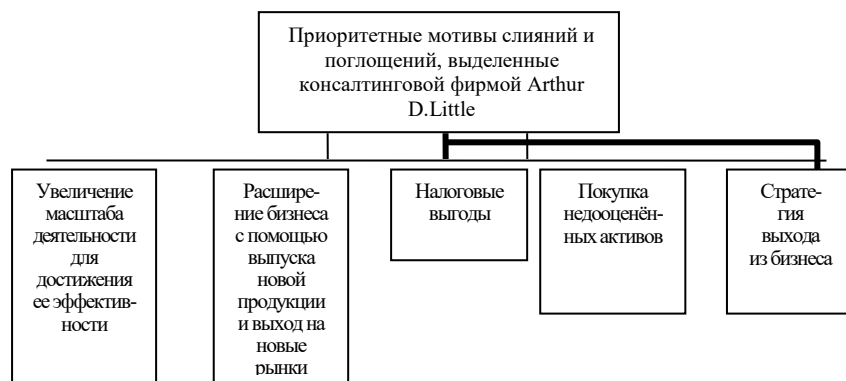 Приоритетные мотивы слияний и
поглощений, выделенные
консалтинговой фирмой Arthur
D.Little
Увеличение
масштаба
деятельности
для
достижения
ее эффектив-
ности
Расшире-
ние бизнеса
с помощью
выпуска
новой
продукции
и выход на
новые
рынки
Налоговые
выгоды
Покупка
недооценён-
ных активов
Страте-
гия
выхода
из бизнеса